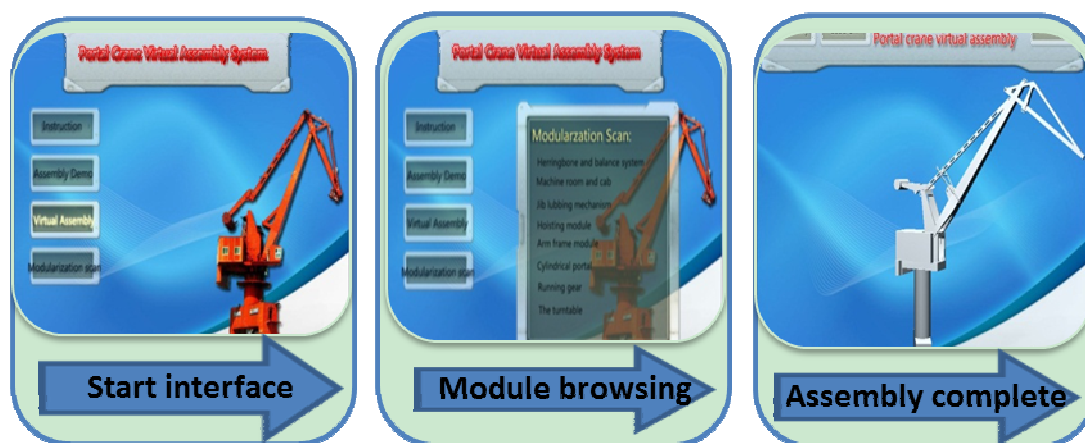 Portal Crane Virtual Assembly System
Instruction
Assembly Demo
Virtual Assembly
Modularization scan
Start interface
Portal Crane Virtual Assembly System
Instruction
Assembly Demo
Virtual Assembly
Modularization scan
Modularzation Scan:
Herringbone and balance system
Machine room and cab
Jib lubbing mechanism
Hoisting module
Arm frame module
Cylindrical portal
Running gear
The turntable
Module browsing
Portal crane virtual assembly
Assembly complete